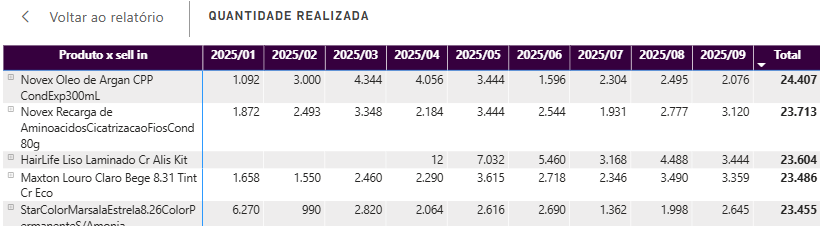 Voltar ao relatório
QUANTIDADE REALIZADA
Produto x sell in 2025/01 2025/02 2025/03 2025/04 2025/05 2025/06 2025/07 2025/08 2025/09 Total
Novex Oleo de Argan CPP 1.092 3.000 4.344 4.056 3.444 1.596 2.304 2.495 2.076 24.407
CondExp300mL
Novex Recarga de 1.872 2.493 3.348 2.184 3.444 2.544 1.931 2.777 3.120 23.713
AminoacidosCicatrizacaoFiosCond
80g
HairLife Liso Laminado Cr Alis Kit 12 7.032 5.460 3.168 4.488 3.444 23.604
Maxton Louro Claro Bege 8.31 Tint 1.658 1.550 2.460 2.290 3.615 2.718 2.346 3.490 3.359 23.486
Cr Eco
StarColorMarsalaEstrela8.26ColorP 6.270 990 2.820 2.064 2.616 2.690 1.362 1.998 2.645 23.455
ermanenteS/Amonia